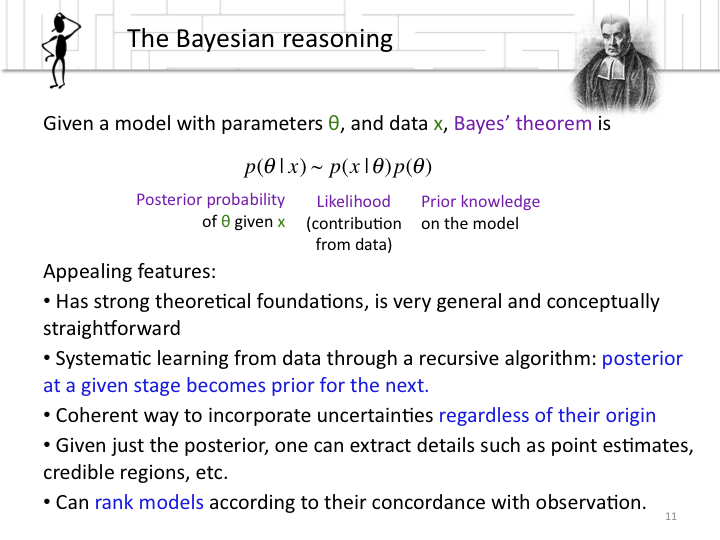 The Bayesian reasoning
Given a model with parameters θ, and data x, Bayes’ theorem is
p(θ | x) ~ p(x | θ)p(θ)
Posterior probability of θ given x
Likelihood (contribution from data)
Prior knowledge on the model
Appealing features:
• Has strong theoretical foundations, is very general and conceptually
straightforward
• Systematic learning from data through a recursive algorithm: posterior
at a given stage becomes prior for the next.
• Coherent way to incorporate uncertainties regardless of their origin
• Given just the posterior, one can extract details such as point estimates,
credible regions, etc.
• Can rank models according to their concordance with observation.
11